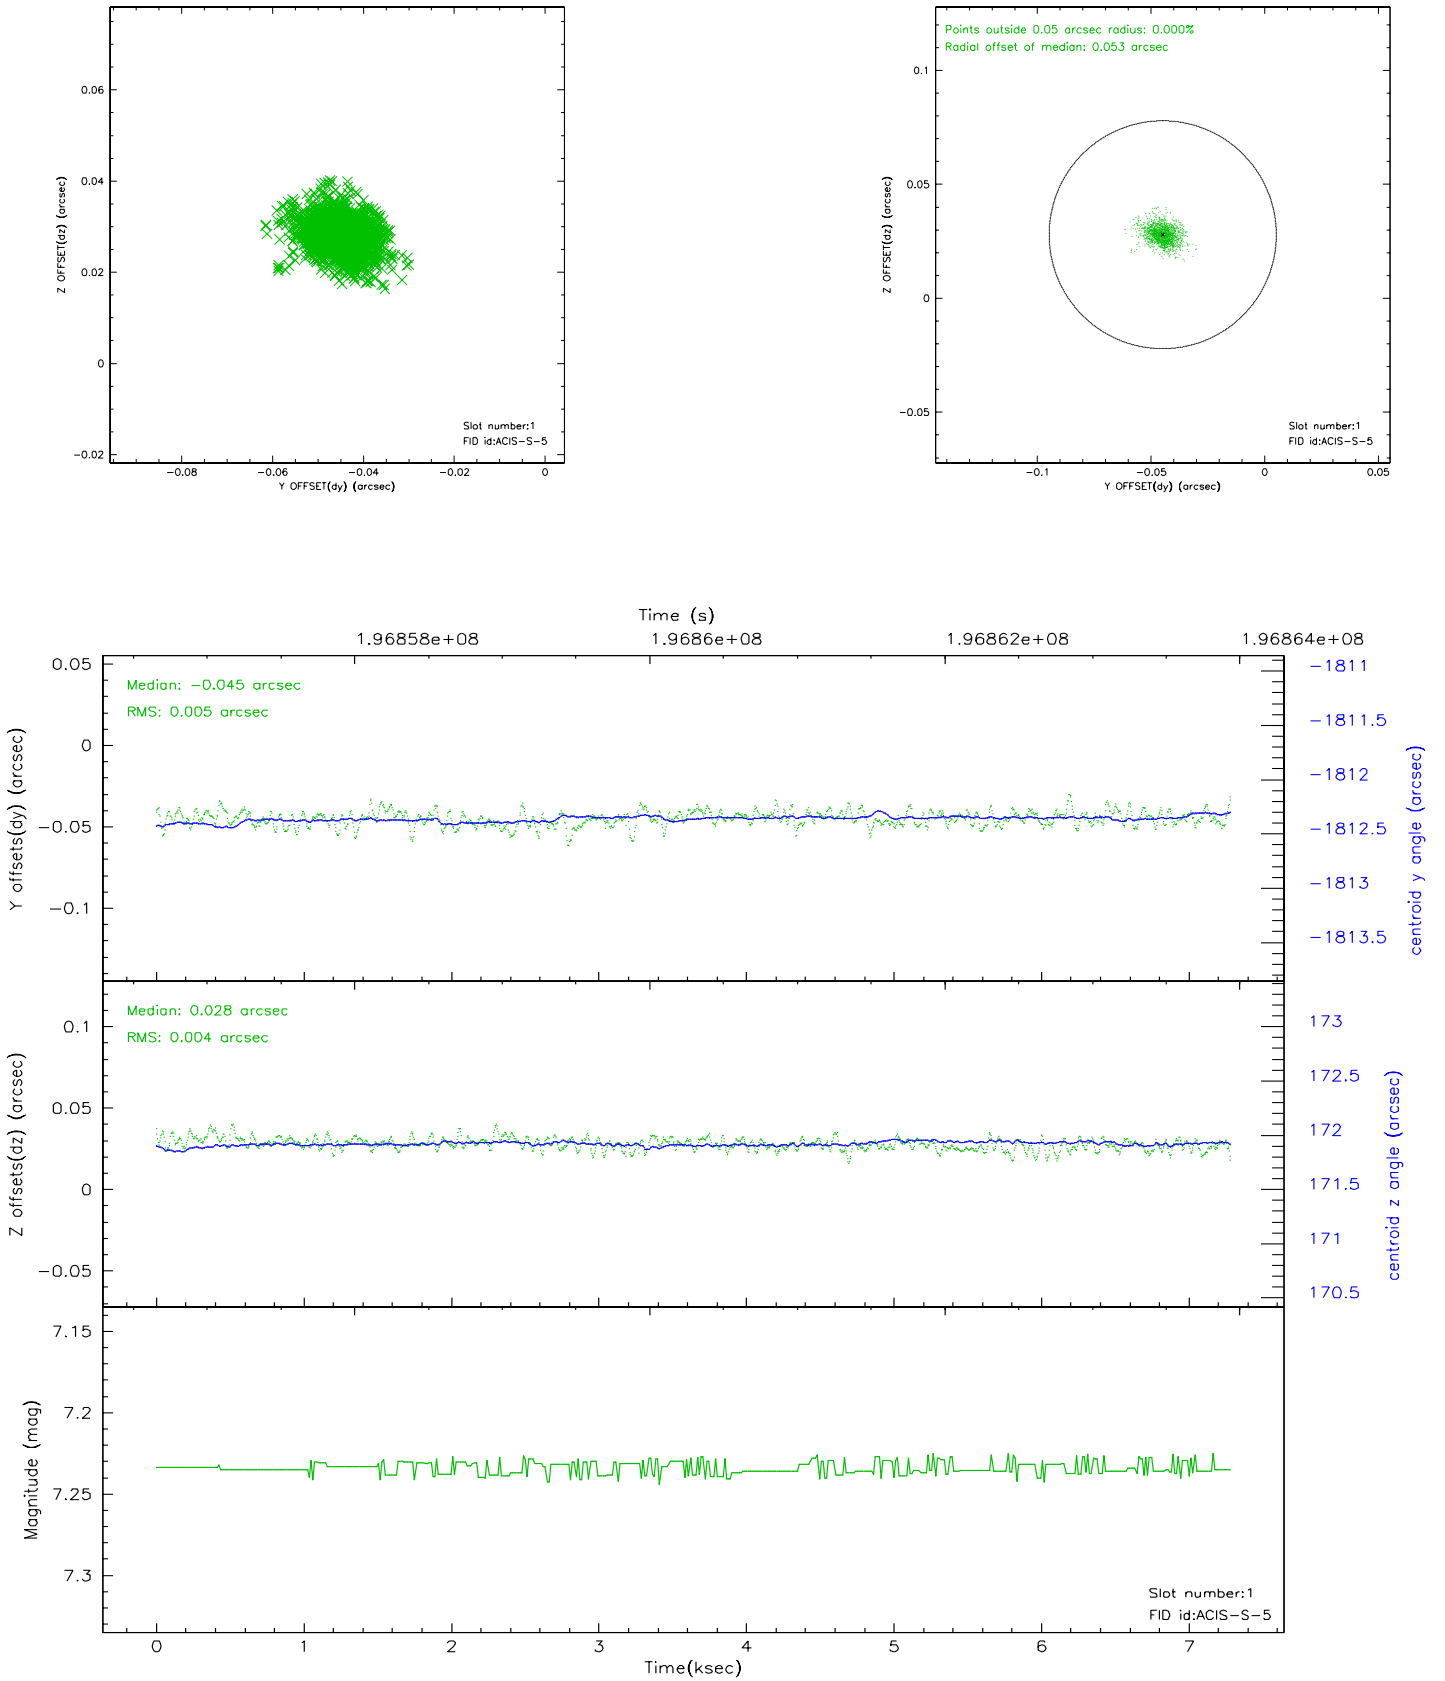 0.06
0.04
0.02
0
−0.02
−0.08
−0.06
−0.04
−0.02
0
Z OFFSET(dz) (arcsec)
Y OFFSET(dy) (arcsec)
Slot number:1
FID id:ACIS−S−5
Points outside 0.05 arcsec radius: 0.000%
Radial offset of median: 0.053 arcsec
0.1
0.05
0
−0.05
−0.1
−0.05
0
0.05
Z OFFSET(dz) (arcsec)
Y OFFSET(dy) (arcsec)
Slot number:1
FID id:ACIS−S−5
Time (s)
1.96858e+08
1.9686e+08
1.96862e+08
1.96864e+08
Median: −0.045 arcsec
RMS: 0.005 arcsec
0.05
0
−0.05
−0.1
Y offsets(dy) (arcsec)
−1811
−1811.5
−1812
−1812.5
−1813
−1813.5
centroid y angle (arcsec)
Median: 0.028 arcsec
RMS: 0.004 arcsec
0.1
0.05
0
−0.05
Z offsets(dz) (arcsec)
173
172.5
172
171.5
171
170.5
centroid z angle (arcsec)
7.15
7.2
7.25
7.3
Magnitude (mag)
Slot number:1
FID id:ACIS−S−5
0
1
2
3
4
5
6
7
Time(ksec)